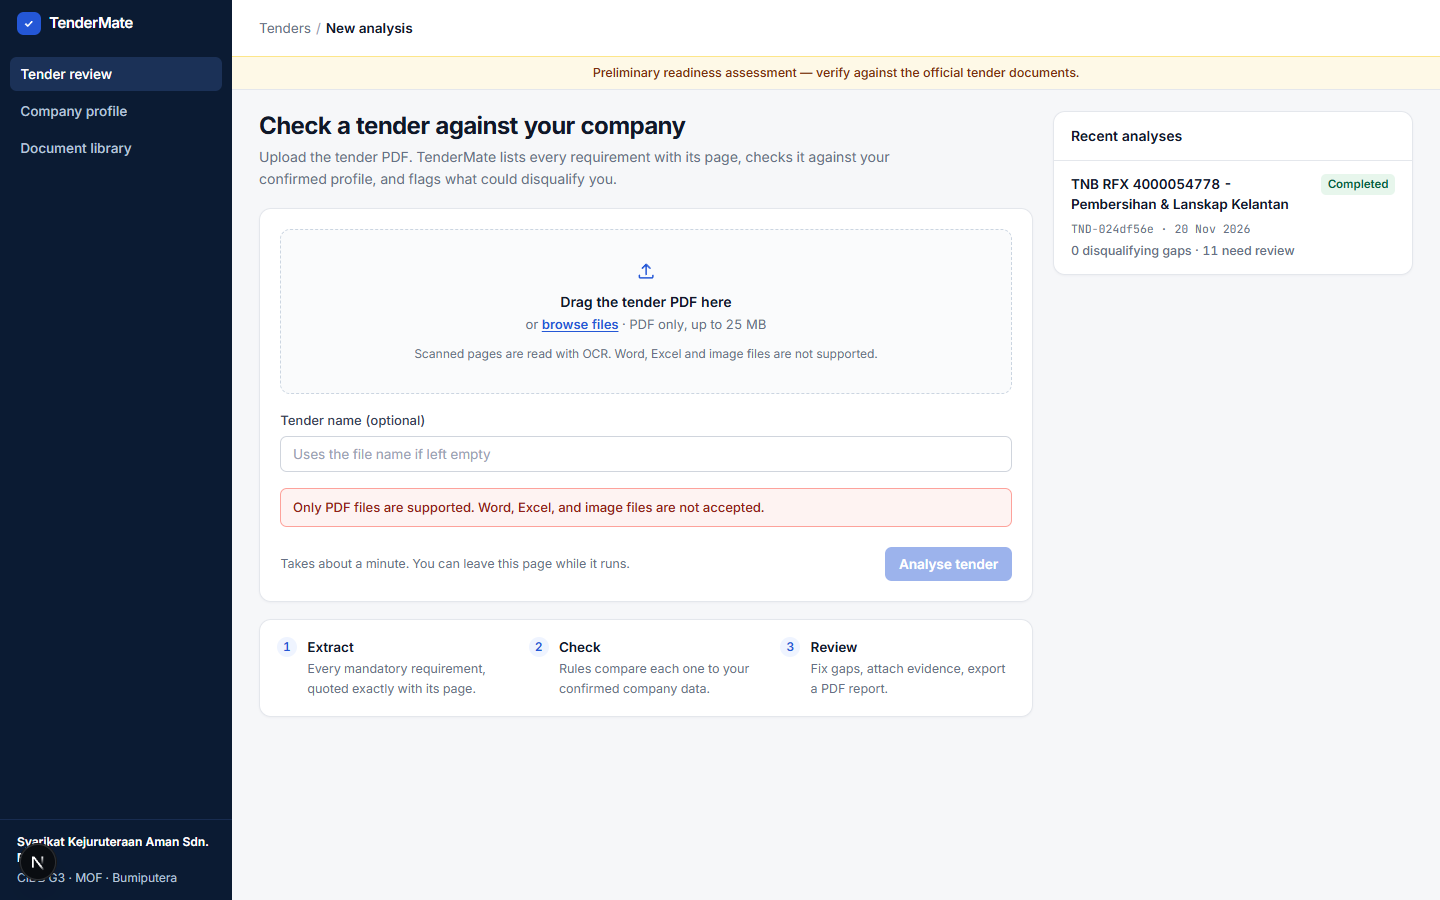 TenderMate
Tender review
Company profile
Document library
Syarikat Kejuruteraan Aman Sdn.
G3 · MOF · Bumiputera
Tenders / New analysis
Preliminary readiness assessment — verify against the official tender documents.
Check a tender against your company
Upload the tender PDF. TenderMate lists every requirement with its page, checks it against your
confirmed profile, and flags what could disqualify you.
Drag the tender PDF here
or browse files · PDF only, up to 25 MB
Scanned pages are read with OCR. Word, Excel and image files are not supported.
Tender name (optional)
Uses the file name if left empty
Only PDF files are supported. Word, Excel, and image files are not accepted.
Takes about a minute. You can leave this page while it runs.
Analyse tender
1 Extract
Every mandatory requirement,
quoted exactly with its page.
2 Check
Rules compare each one to your
confirmed company data.
3 Review
Fix gaps, attach evidence, export
a PDF report.
Recent analyses
TNB RFX 4000054778 -
Pembersihan & Lanskap Kelantan
Completed
TND-024df56e · 20 Nov 2026
0 disqualifying gaps · 11 need review